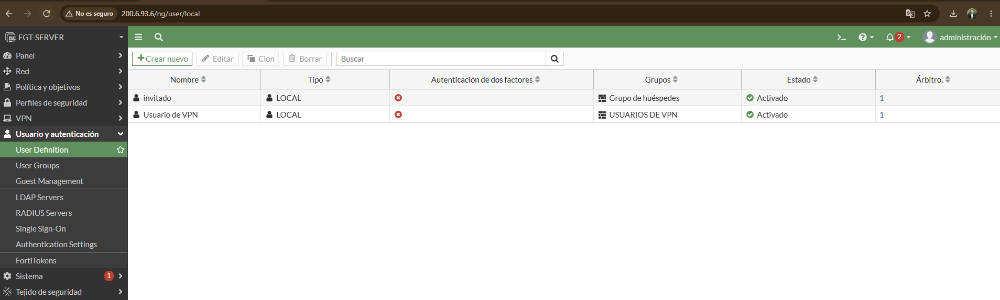 No es seguro 200.6.93.6/ng/user/local
FGT-SERVER
2 administración
Panel
Red
Política y objetivos
Perfiles de seguridad
VPN
Usuario y autenticación
User Definition
User Groups
Guest Management
LDAP Servers
RADIUS Servers
Single Sign-On
Authentication Settings
FortiTokens
Sistema 1
Tejido de seguridad
Crear nuevo Editar Clon Borrar Buscar
Nombre Tipo Autenticación de dos factores Grupos Estado Árbitro.
invitado LOCAL Grupo de huéspedes Activado 1
Usuario de VPN LOCAL USUARIOS DE VPN Activado 1